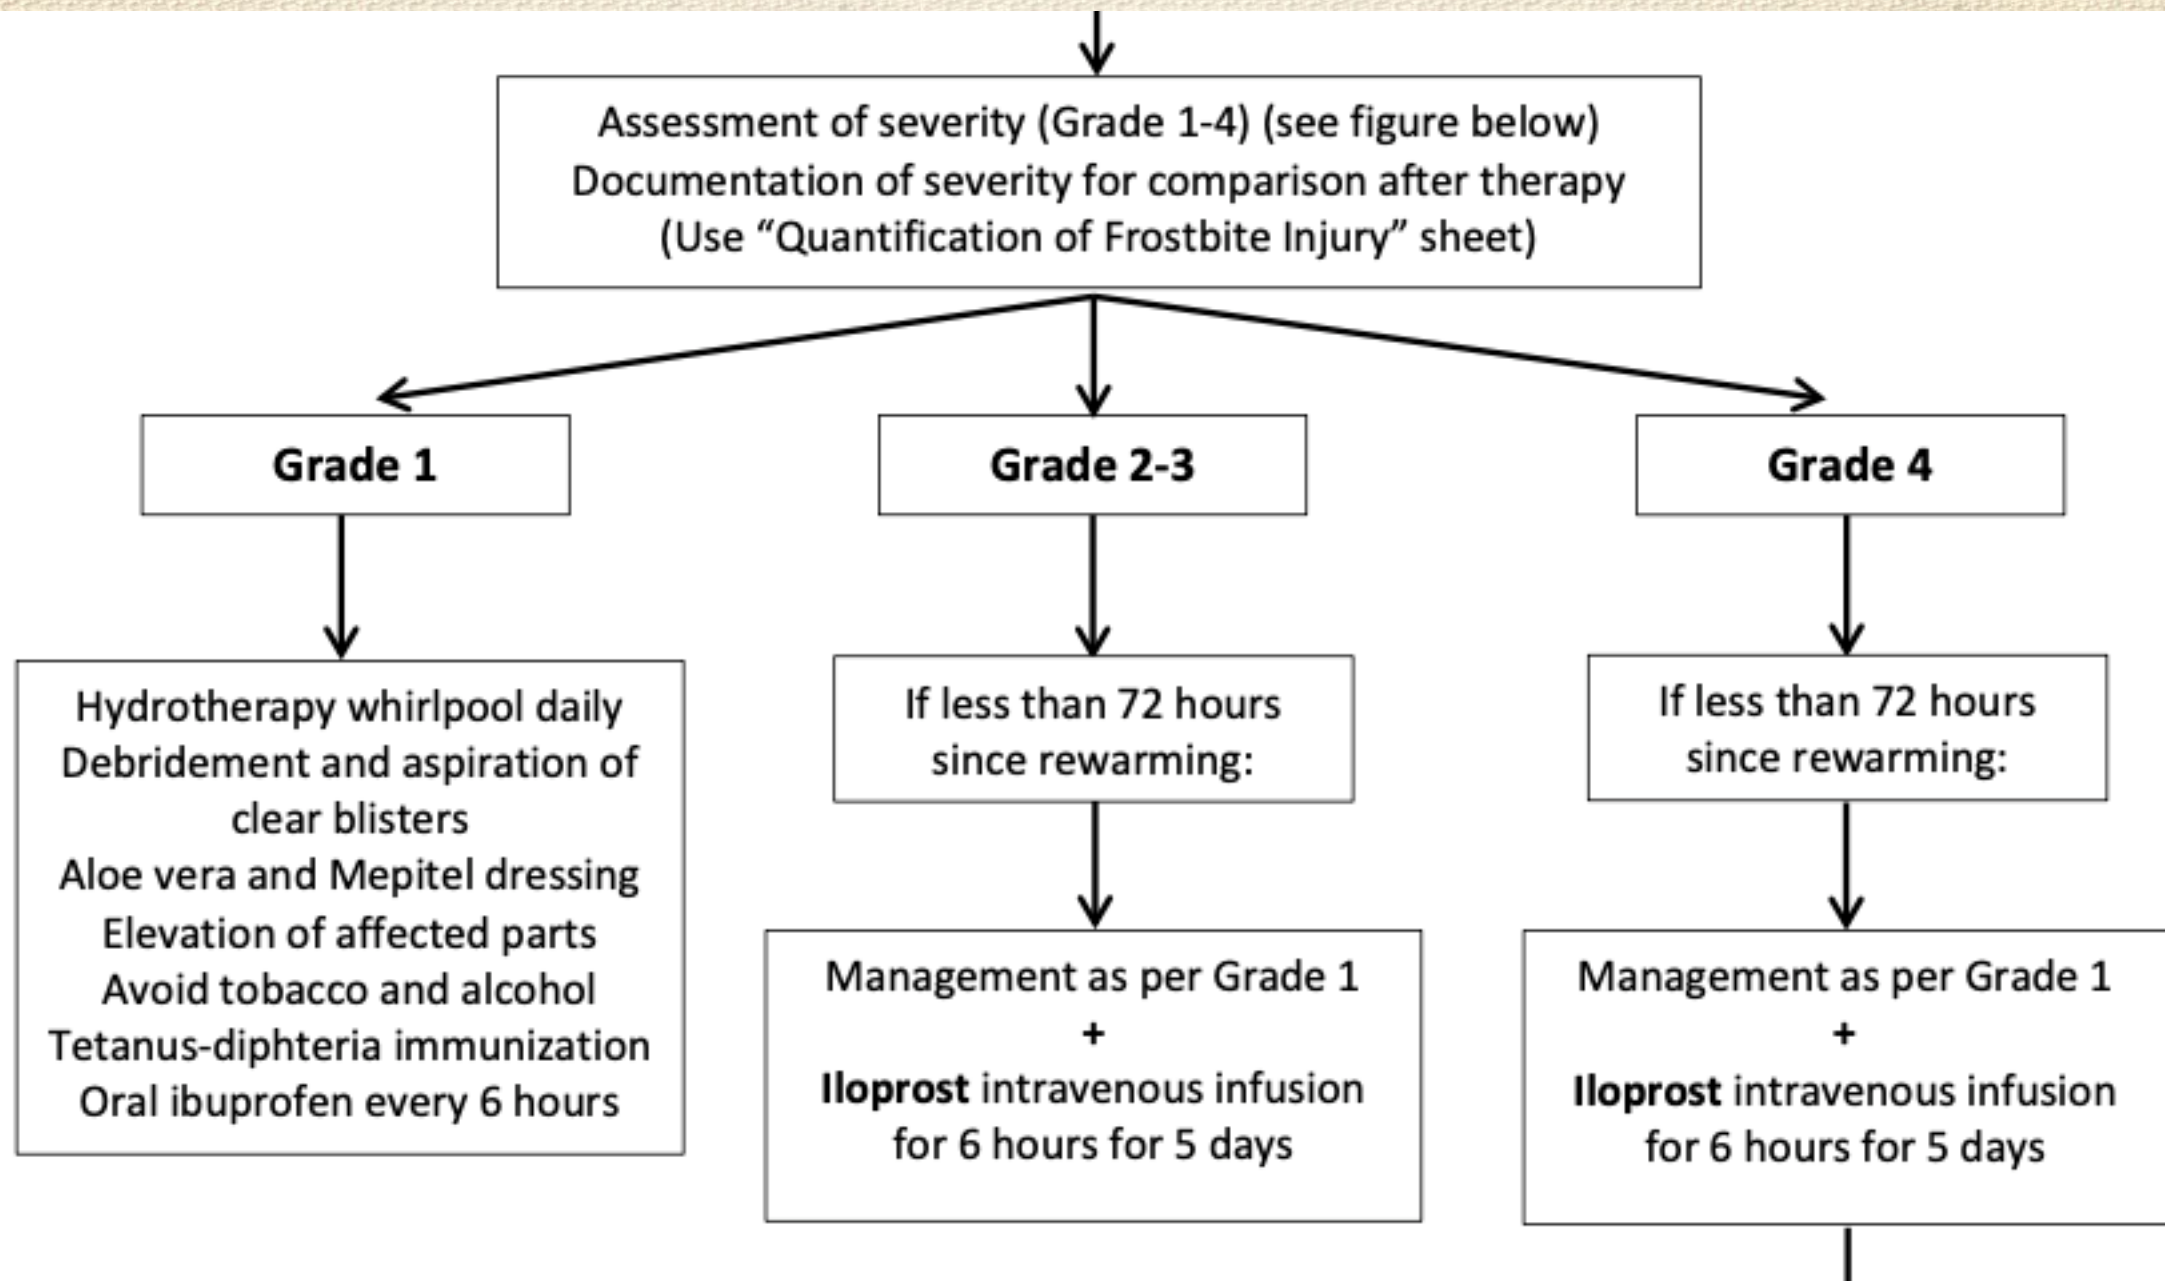 Assessment of severity (Grade 1-4) (see figure below)
Documentation of severity for comparison after therapy
(Use “Quantification of Frostbite Injury” sheet)
Grade 1
Grade 2-3
Grade 4
Hydrotherapy whirlpool daily
Debridement and aspiration of
clear blisters
Aloe vera and Mepitel dressing
Elevation of affected parts
Avoid tobacco and alcohol
Tetanus-diphteria immunization
Oral ibuprofen every 6 hours
If less than 72 hours
since rewarming:
Management as per Grade 1
+
Iloprost intravenous infusion
for 6 hours for 5 days
If less than 72 hours
since rewarming:
Management as per Grade 1
+
Iloprost intravenous infusion
for 6 hours for 5 days